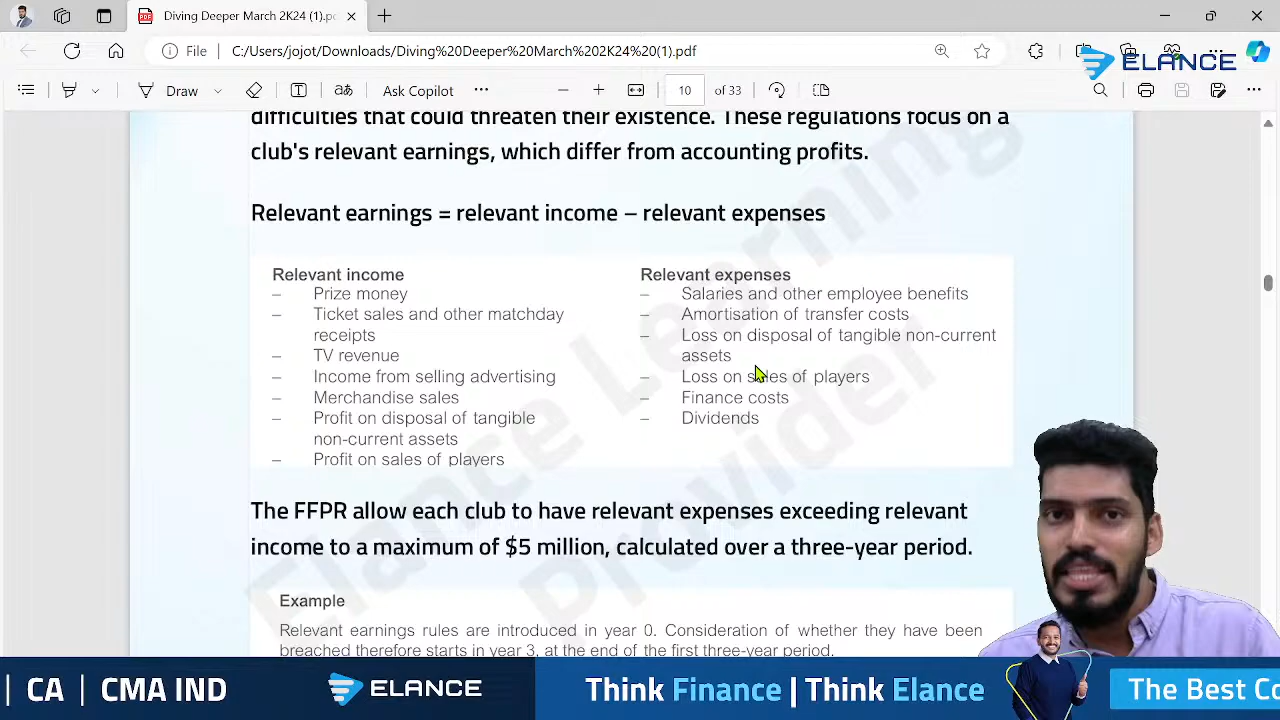 Diving Deeper March 2K24 (1).pdf
File
C:/Users/jojot/Downloads/Diving%20Deeper%20March%202K24%20(1).pdf
ELANCE
Draw
Ask Copilot
10 of 33
difficulties that could threaten their existence. These regulations focus on a
club's relevant earnings, which differ from accounting profits.
Relevant earnings = relevant income – relevant expenses
Relevant income
– Prize money
– Ticket sales and other matchday
receipts
– TV revenue
– Income from selling advertising
– Merchandise sales
– Profit on disposal of tangible
non-current assets
– Profit on sales of players
Relevant expenses
– Salaries and other employee benefits
– Amortisation of transfer costs
– Loss on disposal of tangible non-current
assets
– Loss on sales of players
– Finance costs
– Dividends
The FFPR allow each club to have relevant expenses exceeding relevant
income to a maximum of $5 million, calculated over a three-year period.
Example
Relevant earnings rules are introduced in year 0. Consideration of whether they have been
breached therefore starts in year 3, at the end of the first three-year period.
Elance Learning
Provider
| CA | CMA IND
ELANCE
Think Finance | Think Elance
The Best Co